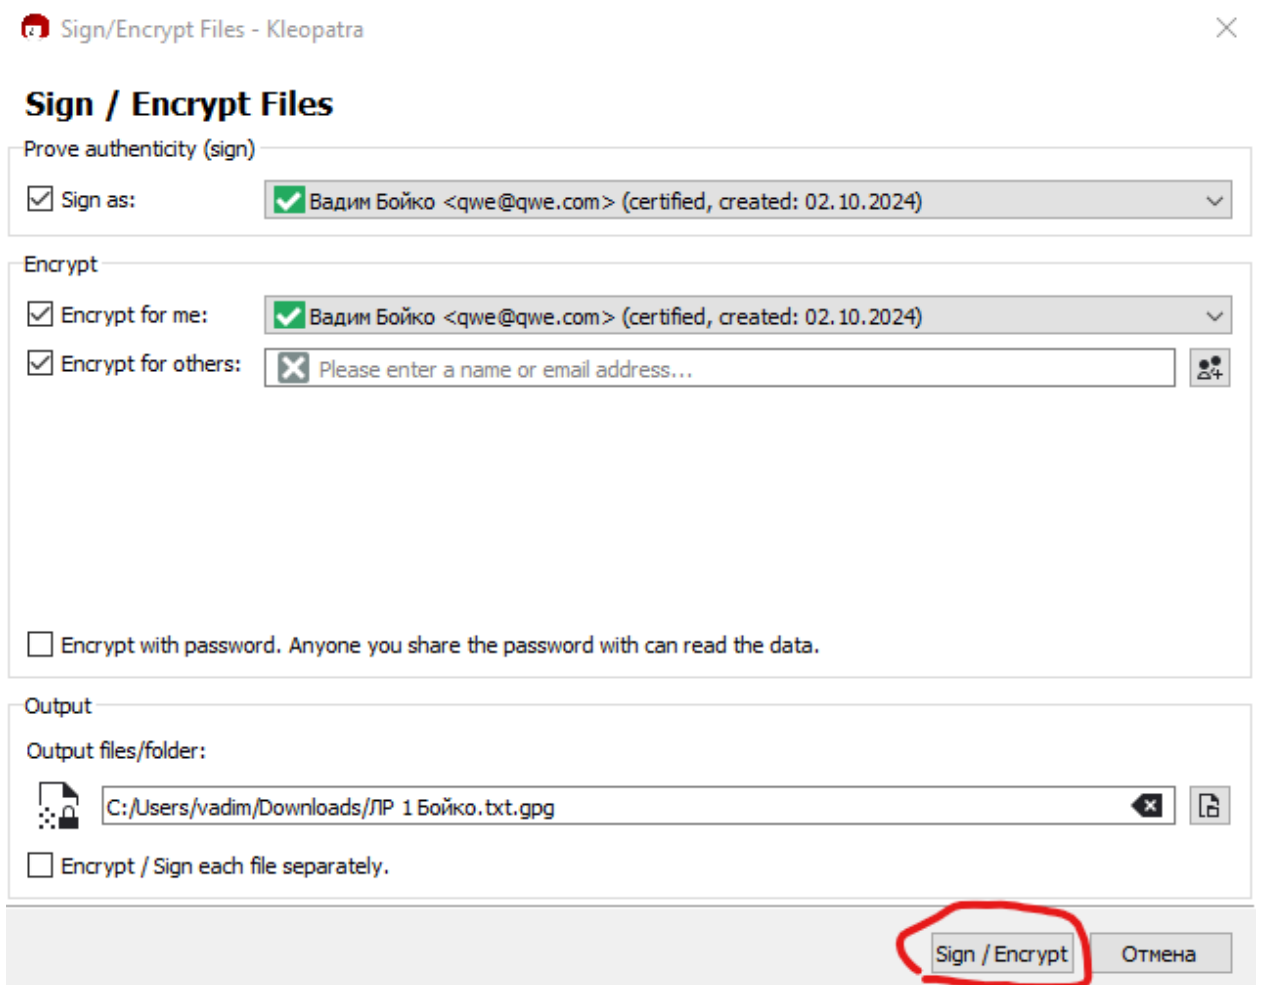 Sign/Encrypt Files - Kleopatra
Sign / Encrypt Files
Prove authenticity (sign)
Sign as: Вадим Бойко <qwe@qwe.com> (certified, created: 02.10.2024)
Encrypt
Encrypt for me: Вадим Бойко <qwe@qwe.com> (certified, created: 02.10.2024)
Encrypt for others: Please enter a name or email address...
Encrypt with password. Anyone you share the password with can read the data.
Output
Output files/folder:
C:/Users/vadim/Downloads/ЛР 1 Бойко.txt.gpg
Encrypt / Sign each file separately.
Sign / Encrypt Отмена